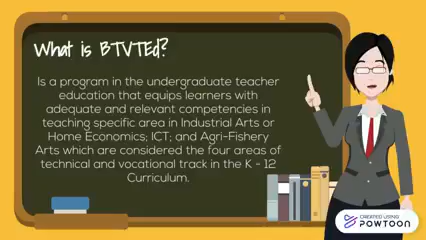 What is BTVTEd?
Is a program in the undergraduate teacher
education that equips learners with
adequate and relevant competencies in
teaching specific area in Industrial Arts or
Home Economics; ICT; and Agri-Fishery
Arts which are considered the four areas of
technical and vocational track in the K - 12
Curriculum.
CREATED USING
POWTOON